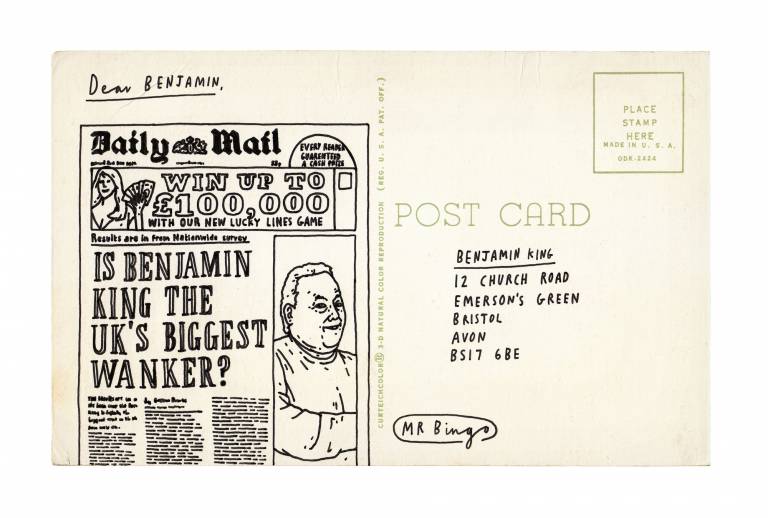 Dear BENJAMIN,
Daily Mail
EVERY READER
GUARENTEED
A CASH PRIZE
WIN UP TO
£100,000
WITH OUR NEW LUCKY LINES GAME
Results are in from Nationwide survey
IS BENJAMIN
KING THE
UK'S BIGGEST
WANKER?
CURTEICHCOLOR® 3-D NATURAL COLOR REPRODUCTION (REG. U. S. A. PAT. OFF.)
PLACE
STAMP
HERE
MADE IN U. S. A.
ODK-2424
POST CARD
BENJAMIN KING
12 CHURCH ROAD
EMERSON'S GREEN
BRISTOL
AVON
BS17 6BE
MR Bingo